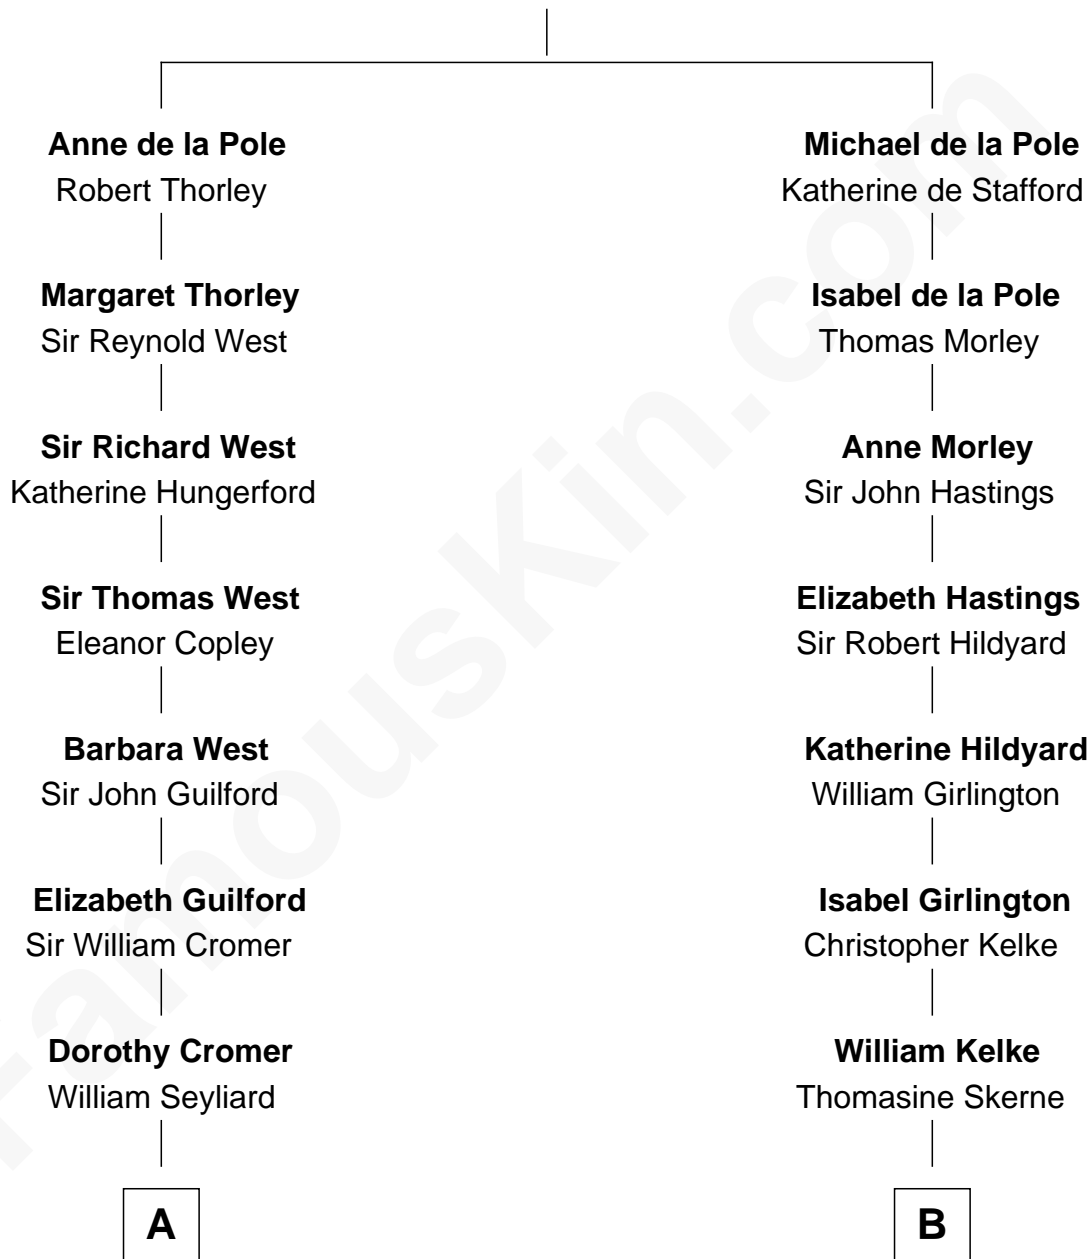 Anne de la Pole
Robert Thorley
Margaret Thorley
Sir Reynold West
Sir Richard West
Katherine Hungerford
Sir Thomas West
Eleanor Copley
Barbara West
Sir John Guilford
Elizabeth Guilford
Sir William Cromer
Dorothy Cromer
William Seyliard
A
Michael de la Pole
Katherine de Stafford
Isabel de la Pole
Thomas Morley
Anne Morley
Sir John Hastings
Elizabeth Hastings
Sir Robert Hildyard
Katherine Hildyard
William Girlington
Isabel Girlington
Christopher Kelke
William Kelke
Thomasine Skerne
B
FamousKin.com